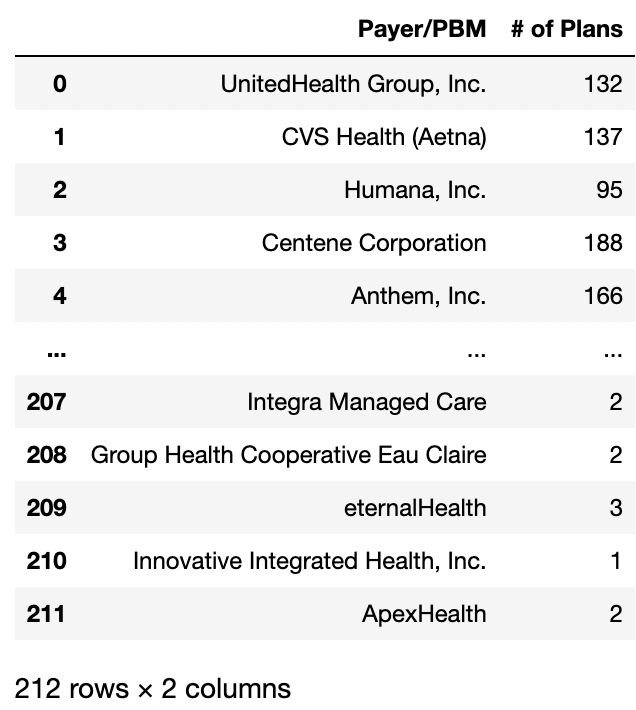 Payer/PBM # of Plans
0 UnitedHealth Group, Inc. 132
1 CVS Health (Aetna) 137
2 Humana, Inc. 95
3 Centene Corporation 188
4 Anthem, Inc. 166
... ... ...
207 Integra Managed Care 2
208 Group Health Cooperative Eau Claire 2
209 eternalHealth 3
210 Innovative Integrated Health, Inc. 1
211 ApexHealth 2
212 rows × 2 columns